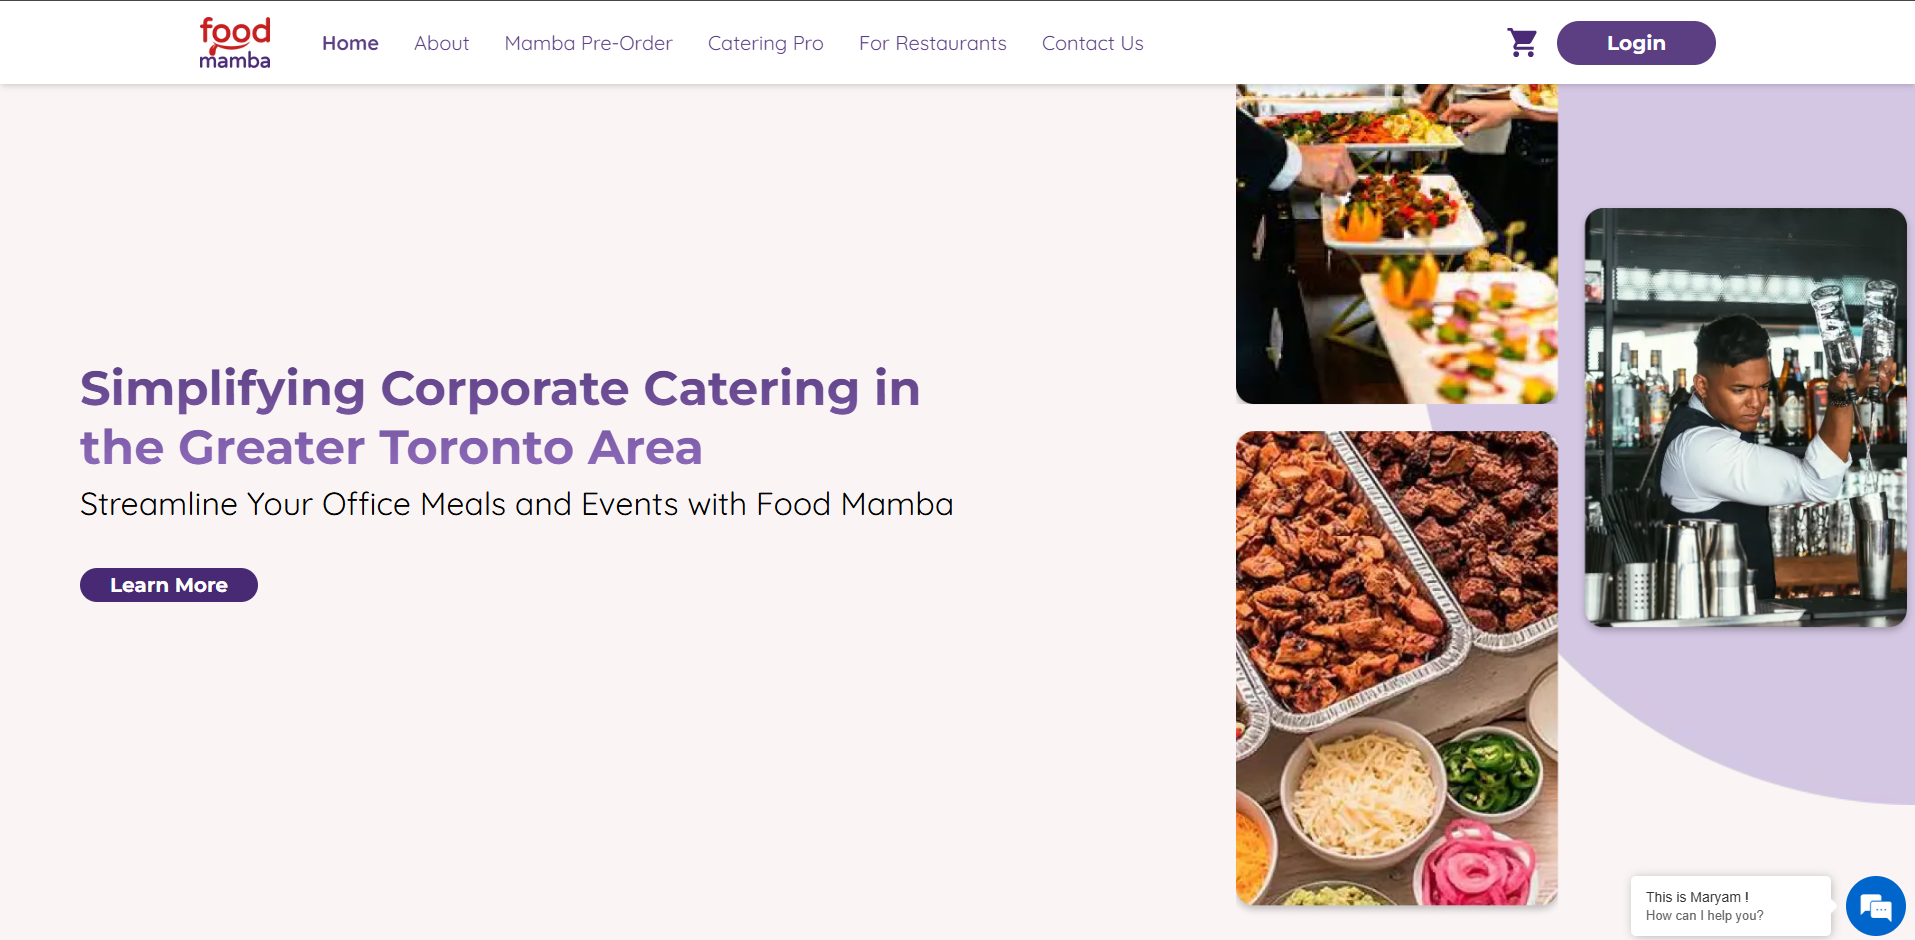 food
mamba
Home
About
Mamba Pre-Order
Catering Pro
For Restaurants
Contact Us
Login
Simplifying Corporate Catering in
the Greater Toronto Area
Streamline Your Office Meals and Events with Food Mamba
Learn More
This is Maryam !
How can I help you?